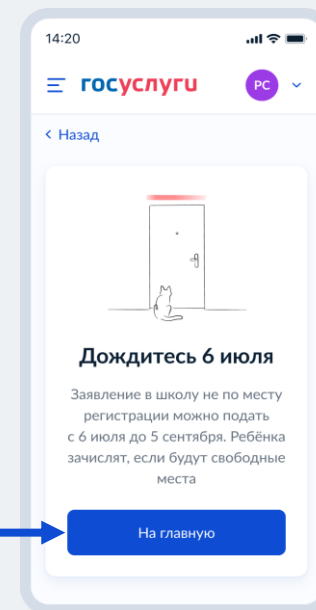 14:20
госуслуги
РС
Назад
Дождитесь 6 июля
Заявление в школу не по месту
регистрации можно подать
с 6 июля до 5 сентября. Ребёнка
зачислят, если будут свободные
места
На главную